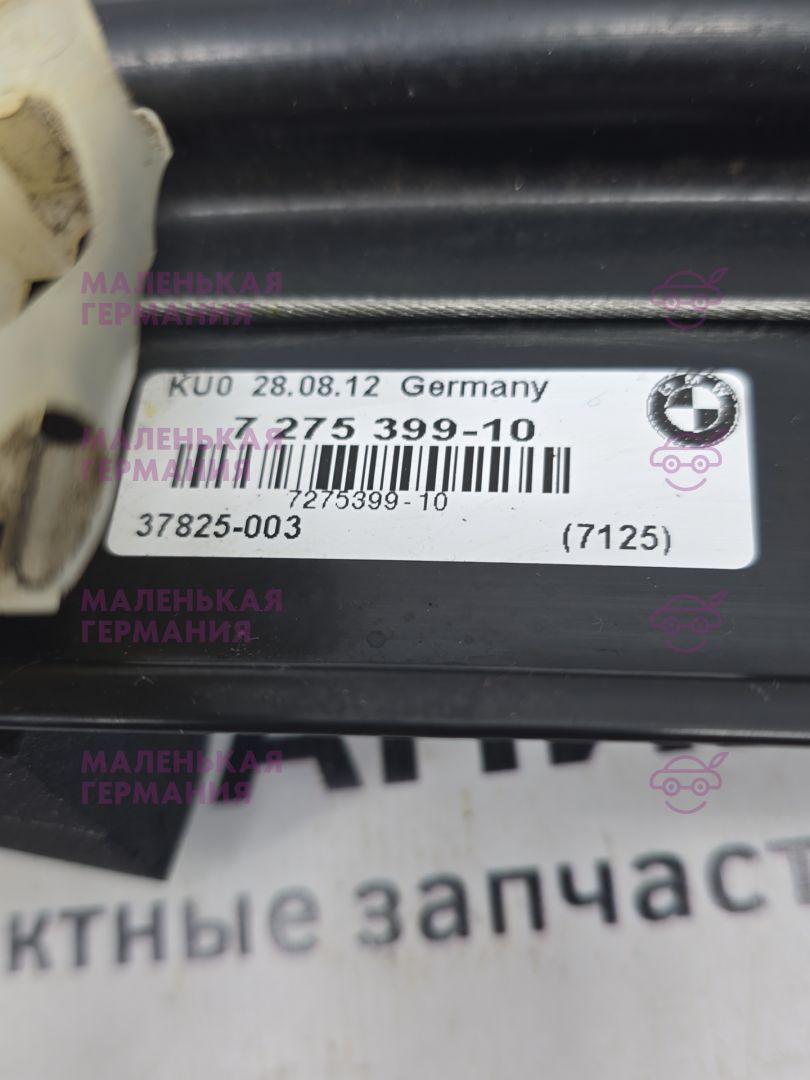 МАЛЕНЬКАЯ
ГЕРМАНИЯ
KU0 28.08.12 Germany
BMW
7 275 399-10
МАЛЕНЬКАЯ
ГЕРМАНИЯ
7275399-10
37825-003
(7125)
МАЛЕНЬКАЯ
ГЕРМАНИЯ
МАЛЕНЬКАЯ
ГЕРМАНИЯ
ктные запчаст